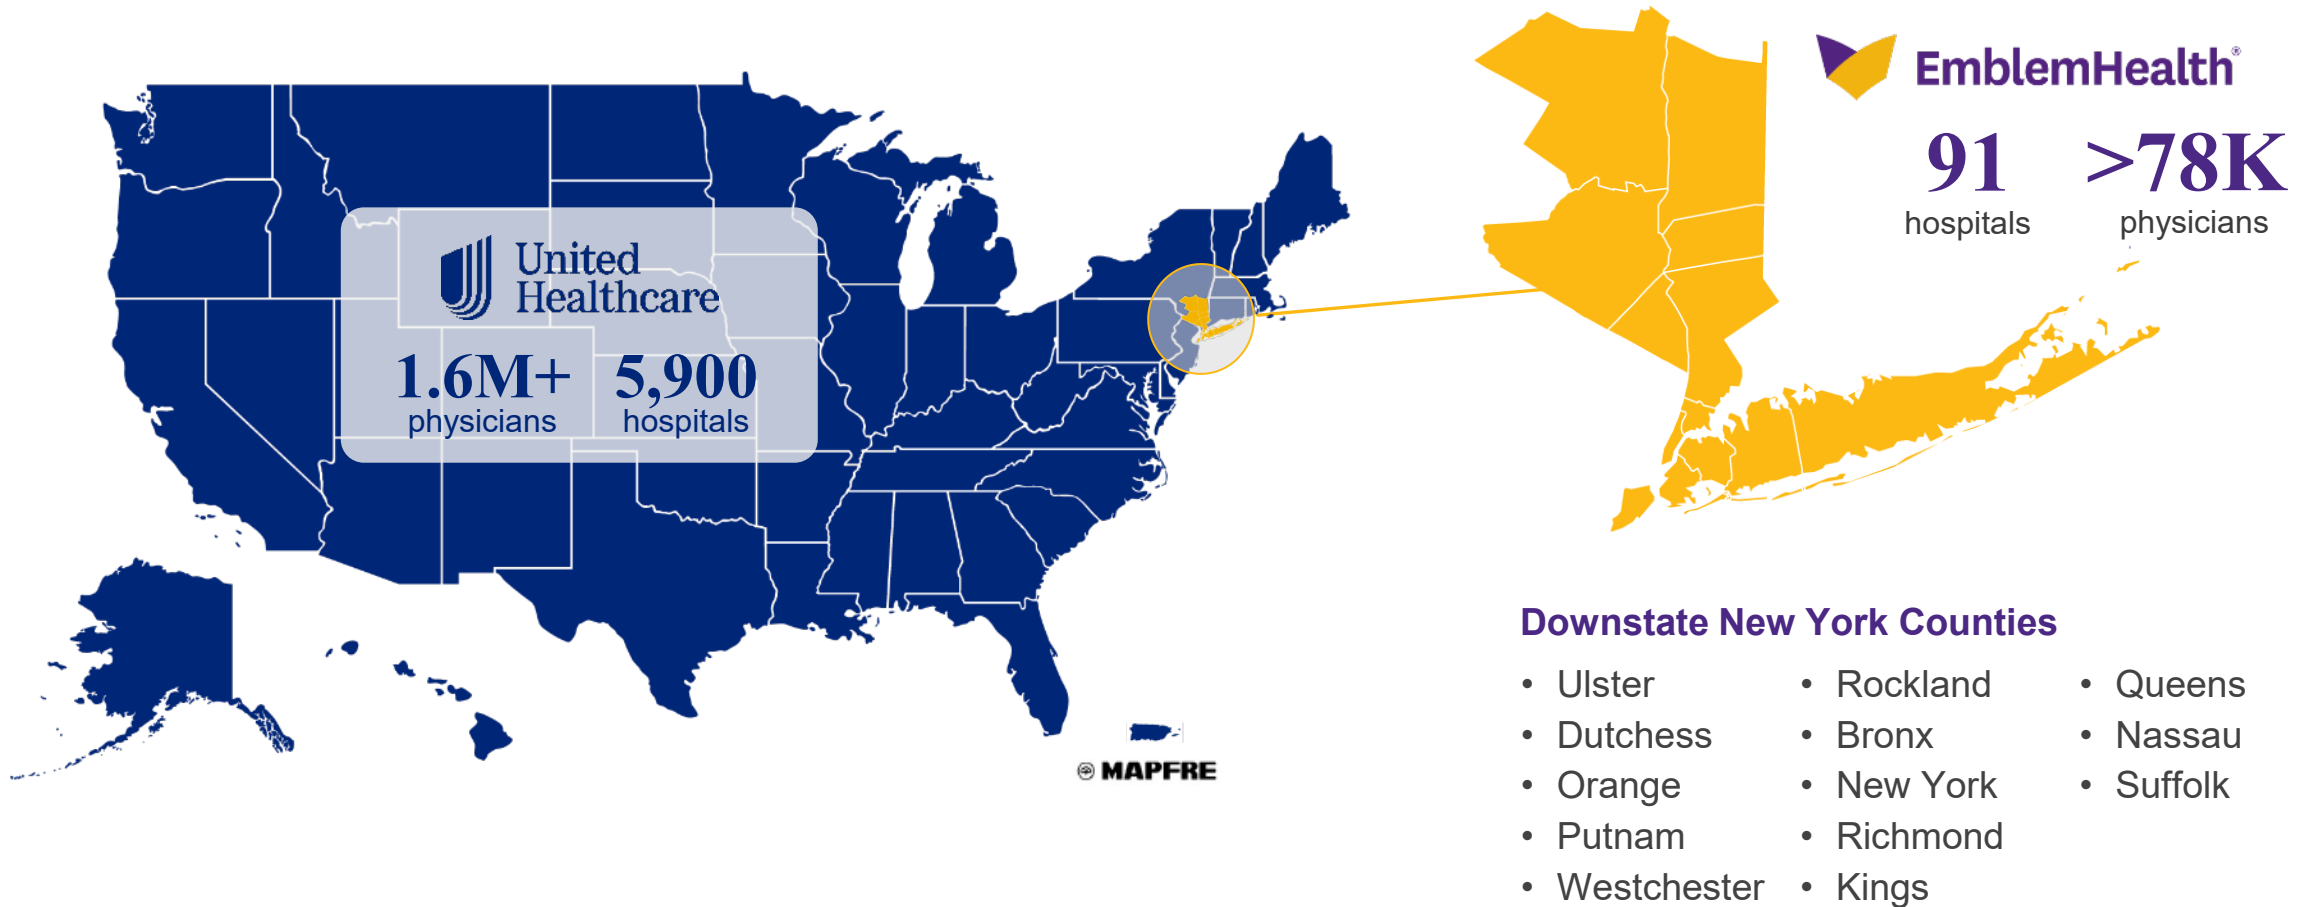 United
Healthcare
1.6M+ 5,900
physicians hospitals
MAPFRE
EmblemHealth®
91 >78K
hospitals physicians
Downstate New York Counties
• Ulster
• Dutchess
• Orange
• Putnam
• Westchester
• Rockland
• Bronx
• New York
• Richmond
• Kings
• Queens
• Nassau
• Suffolk